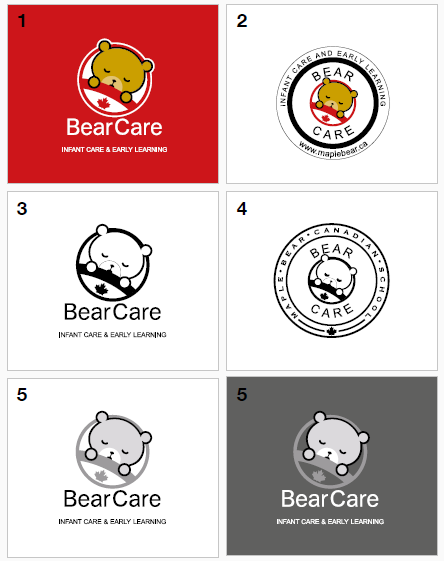 1
BearCare
INFANT CARE & EARLY LEARNING
2
INFANT CARE AND EARLY LEARNING
BEAR
CARE
www.maplebear.ca
3
BearCare
INFANT CARE & EARLY LEARNING
4
MAPLE • BEAR • CANADIAN • SCHOOL
BEAR
CARE
5
BearCare
INFANT CARE & EARLY LEARNING
5
BearCare
INFANT CARE & EARLY LEARNING